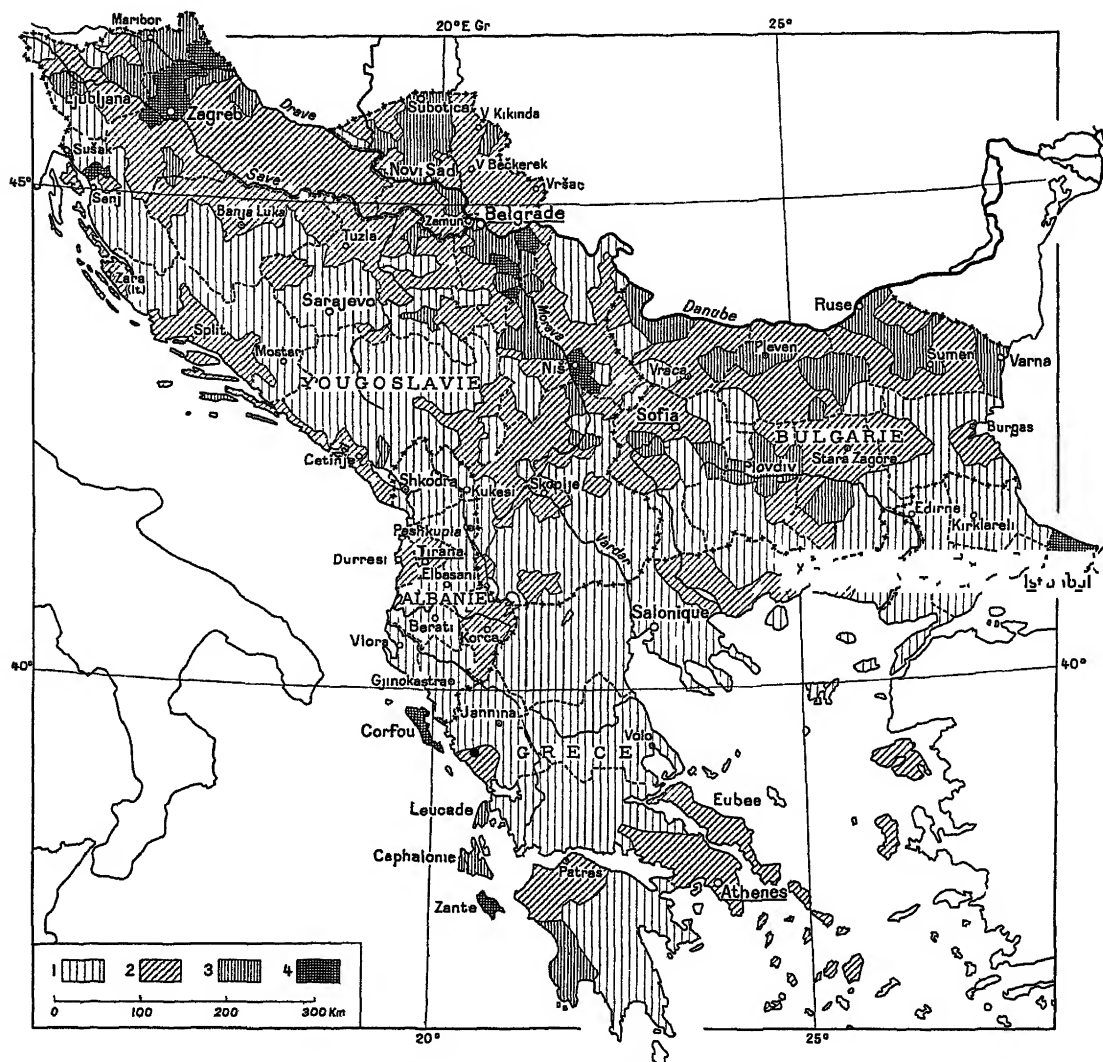 20°E Gr
25°
Maribor
Ljubljana
Zagreb
Drave
Subotica
V Kikinda
Sušak
Novi Sad
V Bečkerek
Vršac
45°
Senj
Save
Banja Luka
Zemun
Belgrade
Tuzla
Zara
(It.)
Sarajevo
Morava
Danube
Ruse
Split
Mostar
Niš
Vraca
Pleven
Šumen
Varna
YOUGOSLAVIE
Sofia
BULGARIE
Burgas
Cetinje
Stara Zagora
Plovdiv
Shkodra
Kukesi
Skoplje
Edirne
Kirklareli
Peshkupia
Vardar
Durresi
Tirana
Elbasani
Istanbul
ALBANIE
Berati
Korca
Salonique
Vlora
40°
40°
Gjinokastra
Jannina
Corfou
GRECE
Volo
Leucade
Eubee
Cephalonie
Patras
Athenes
Zante
1 2 3 4
0 100 200 300 Km
20°
25°